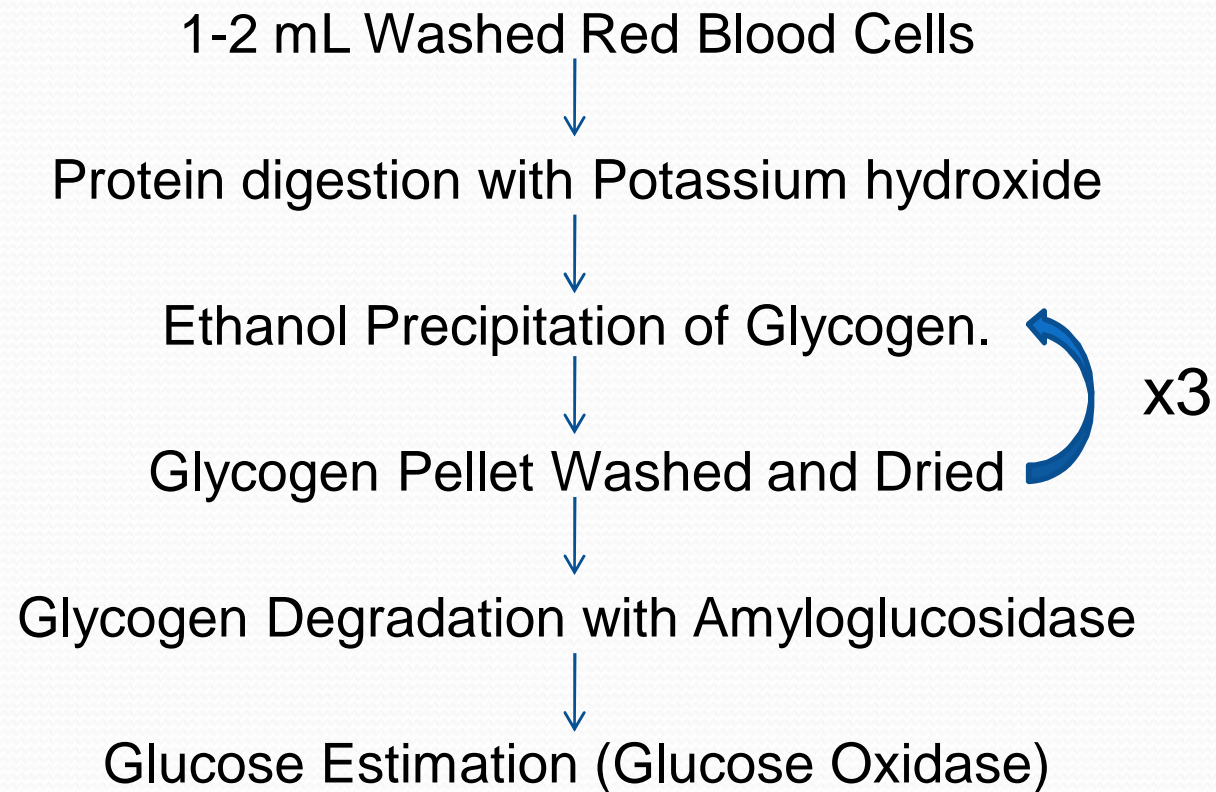 1-2 mL Washed Red Blood Cells
Protein digestion with Potassium hydroxide
Ethanol Precipitation of Glycogen.
x3
Glycogen Pellet Washed and Dried
Glycogen Degradation with Amyloglucosidase
Glucose Estimation (Glucose Oxidase)